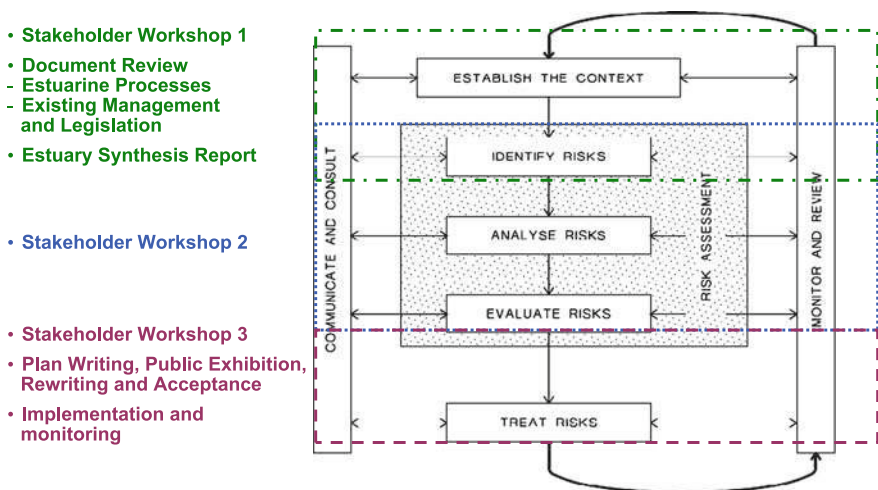 • Stakeholder Workshop 1
• Document Review
- Estuarine Processes
- Existing Management
and Legislation
• Estuary Synthesis Report
• Stakeholder Workshop 2
• Stakeholder Workshop 3
• Plan Writing, Public Exhibition,
Rewriting and Acceptance
• Implementation and
monitoring
COMMUNICATE AND CONSULT
ESTABLISH THE CONTEXT
IDENTIFY RISKS
ANALYSE RISKS
EVALUATE RISKS
TREAT RISKS
RISK ASSESSMENT
MONITOR AND REVIEW